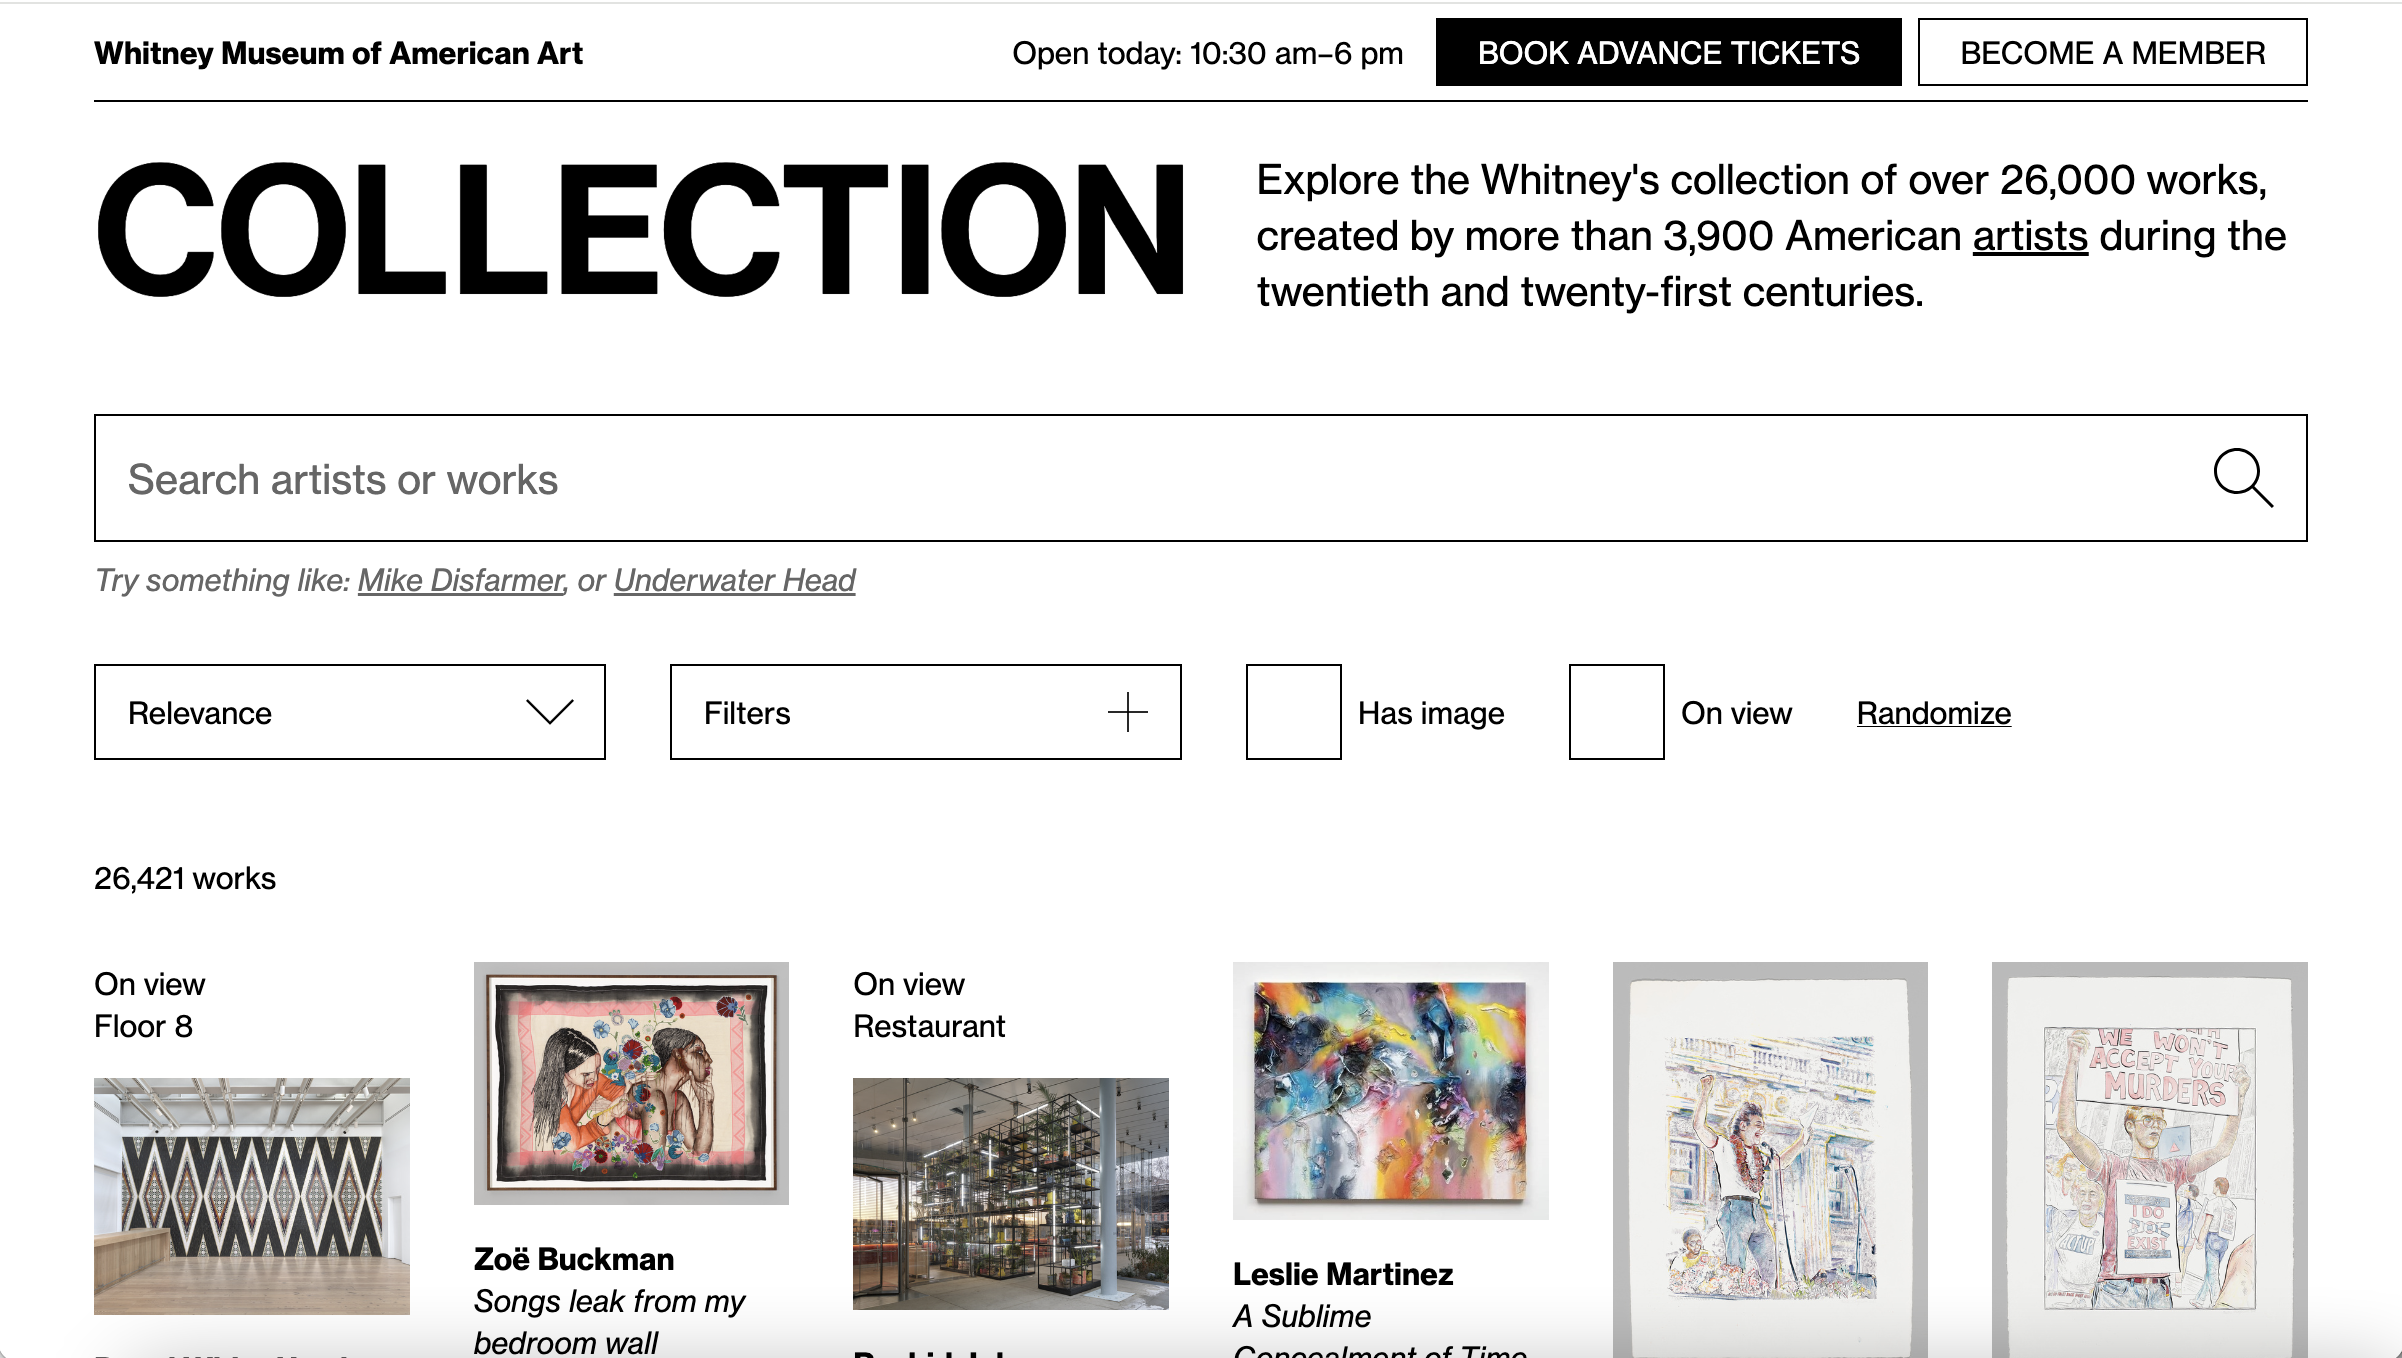 Whitney Museum of American Art
Open today: 10:30 am–6 pm
BOOK ADVANCE TICKETS
BECOME A MEMBER
COLLECTION
Explore the Whitney's collection of over 26,000 works,
created by more than 3,900 American artists during the
twentieth and twenty-first centuries.
Search artists or works
Try something like: Mike Disfarmer, or Underwater Head
Relevance
Filters
Has image
On view
Randomize
26,421 works
On view
Floor 8
Zoë Buckman
Songs leak from my
bedroom wall
On view
Restaurant
Leslie Martinez
A Sublime
Concealment of Time
WE WON'T
ACCEPT YOUR
MURDERS
I DO
EXIST